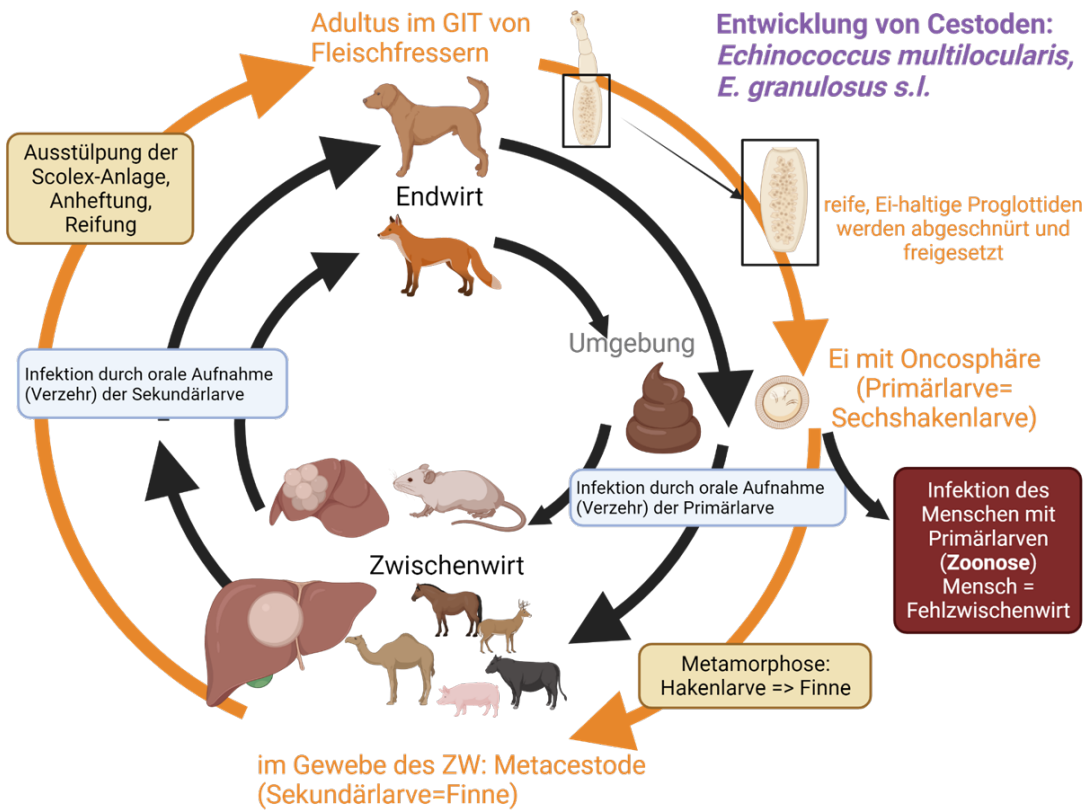 Adultus im GIT von
Fleischfressern
Entwicklung von Cestoden:
Echinococcus multilocularis,
E. granulosus s.l.
Ausstülpung der
Scolex-Anlage,
Anheftung,
Reifung
Endwirt
reife, Ei-haltige Proglottiden
werden abgeschnürt und
freigesetzt
Umgebung
Ei mit Oncosphäre
(Primärlarve=
Sechshakenlarve)
Infektion durch orale Aufnahme
(Verzehr) der Sekundärlarve
Infektion durch orale Aufnahme
(Verzehr) der Primärlarve
Infektion des
Menschen mit
Primärlarven
(Zoonose)
Mensch =
Fehlzwischenwirt
Zwischenwirt
Metamorphose:
Hakenlarve => Finne
im Gewebe des ZW: Metacestode
(Sekundärlarve=Finne)